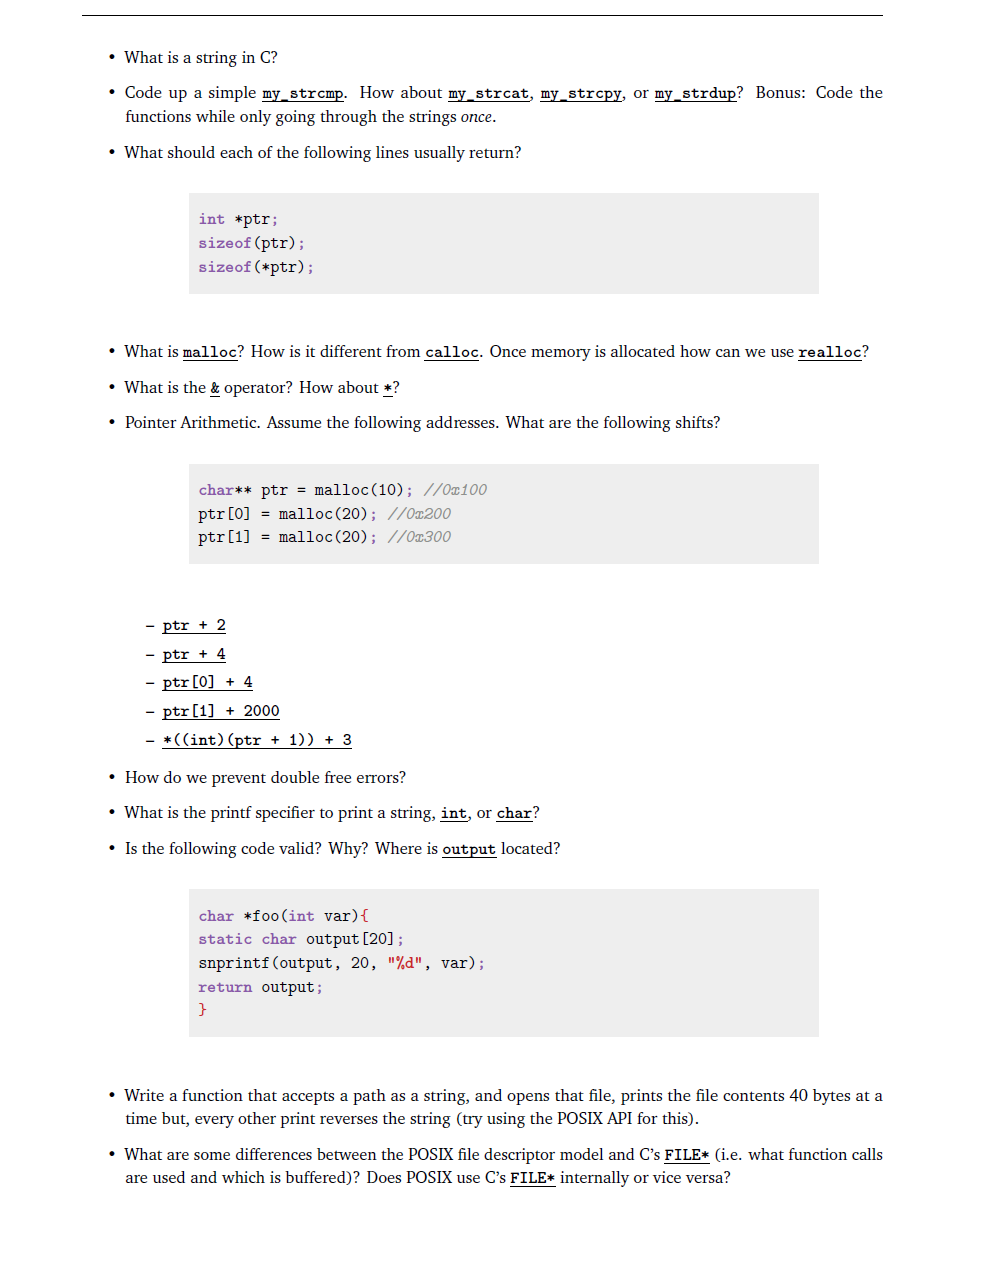 • What is a string in C?
• Code up a simple my_strcmp. How about my_strcat, my_strcpy, or my_strdup? Bonus: Code the
functions while only going through the strings once.
• What should each of the following lines usually return?
int *ptr;
sizeof(ptr);
sizeof(*ptr);
• What is malloc? How is it different from calloc. Once memory is allocated how can we use realloc?
• What is the & operator? How about *?
• Pointer Arithmetic. Assume the following addresses. What are the following shifts?
char** ptr = malloc(10); //0x100
ptr[0] = malloc(20); //0x200
ptr[1] = malloc(20); //0x300
– ptr + 2
– ptr + 4
– ptr[0] + 4
– ptr[1] + 2000
– *((int)(ptr + 1)) + 3
• How do we prevent double free errors?
• What is the printf specifier to print a string, int, or char?
• Is the following code valid? Why? Where is output located?
char *foo(int var){
static char output[20];
snprintf(output, 20, "%d", var);
return output;
}
• Write a function that accepts a path as a string, and opens that file, prints the file contents 40 bytes at a
time but, every other print reverses the string (try using the POSIX API for this).
• What are some differences between the POSIX file descriptor model and C's FILE* (i.e. what function calls
are used and which is buffered)? Does POSIX use C's FILE* internally or vice versa?